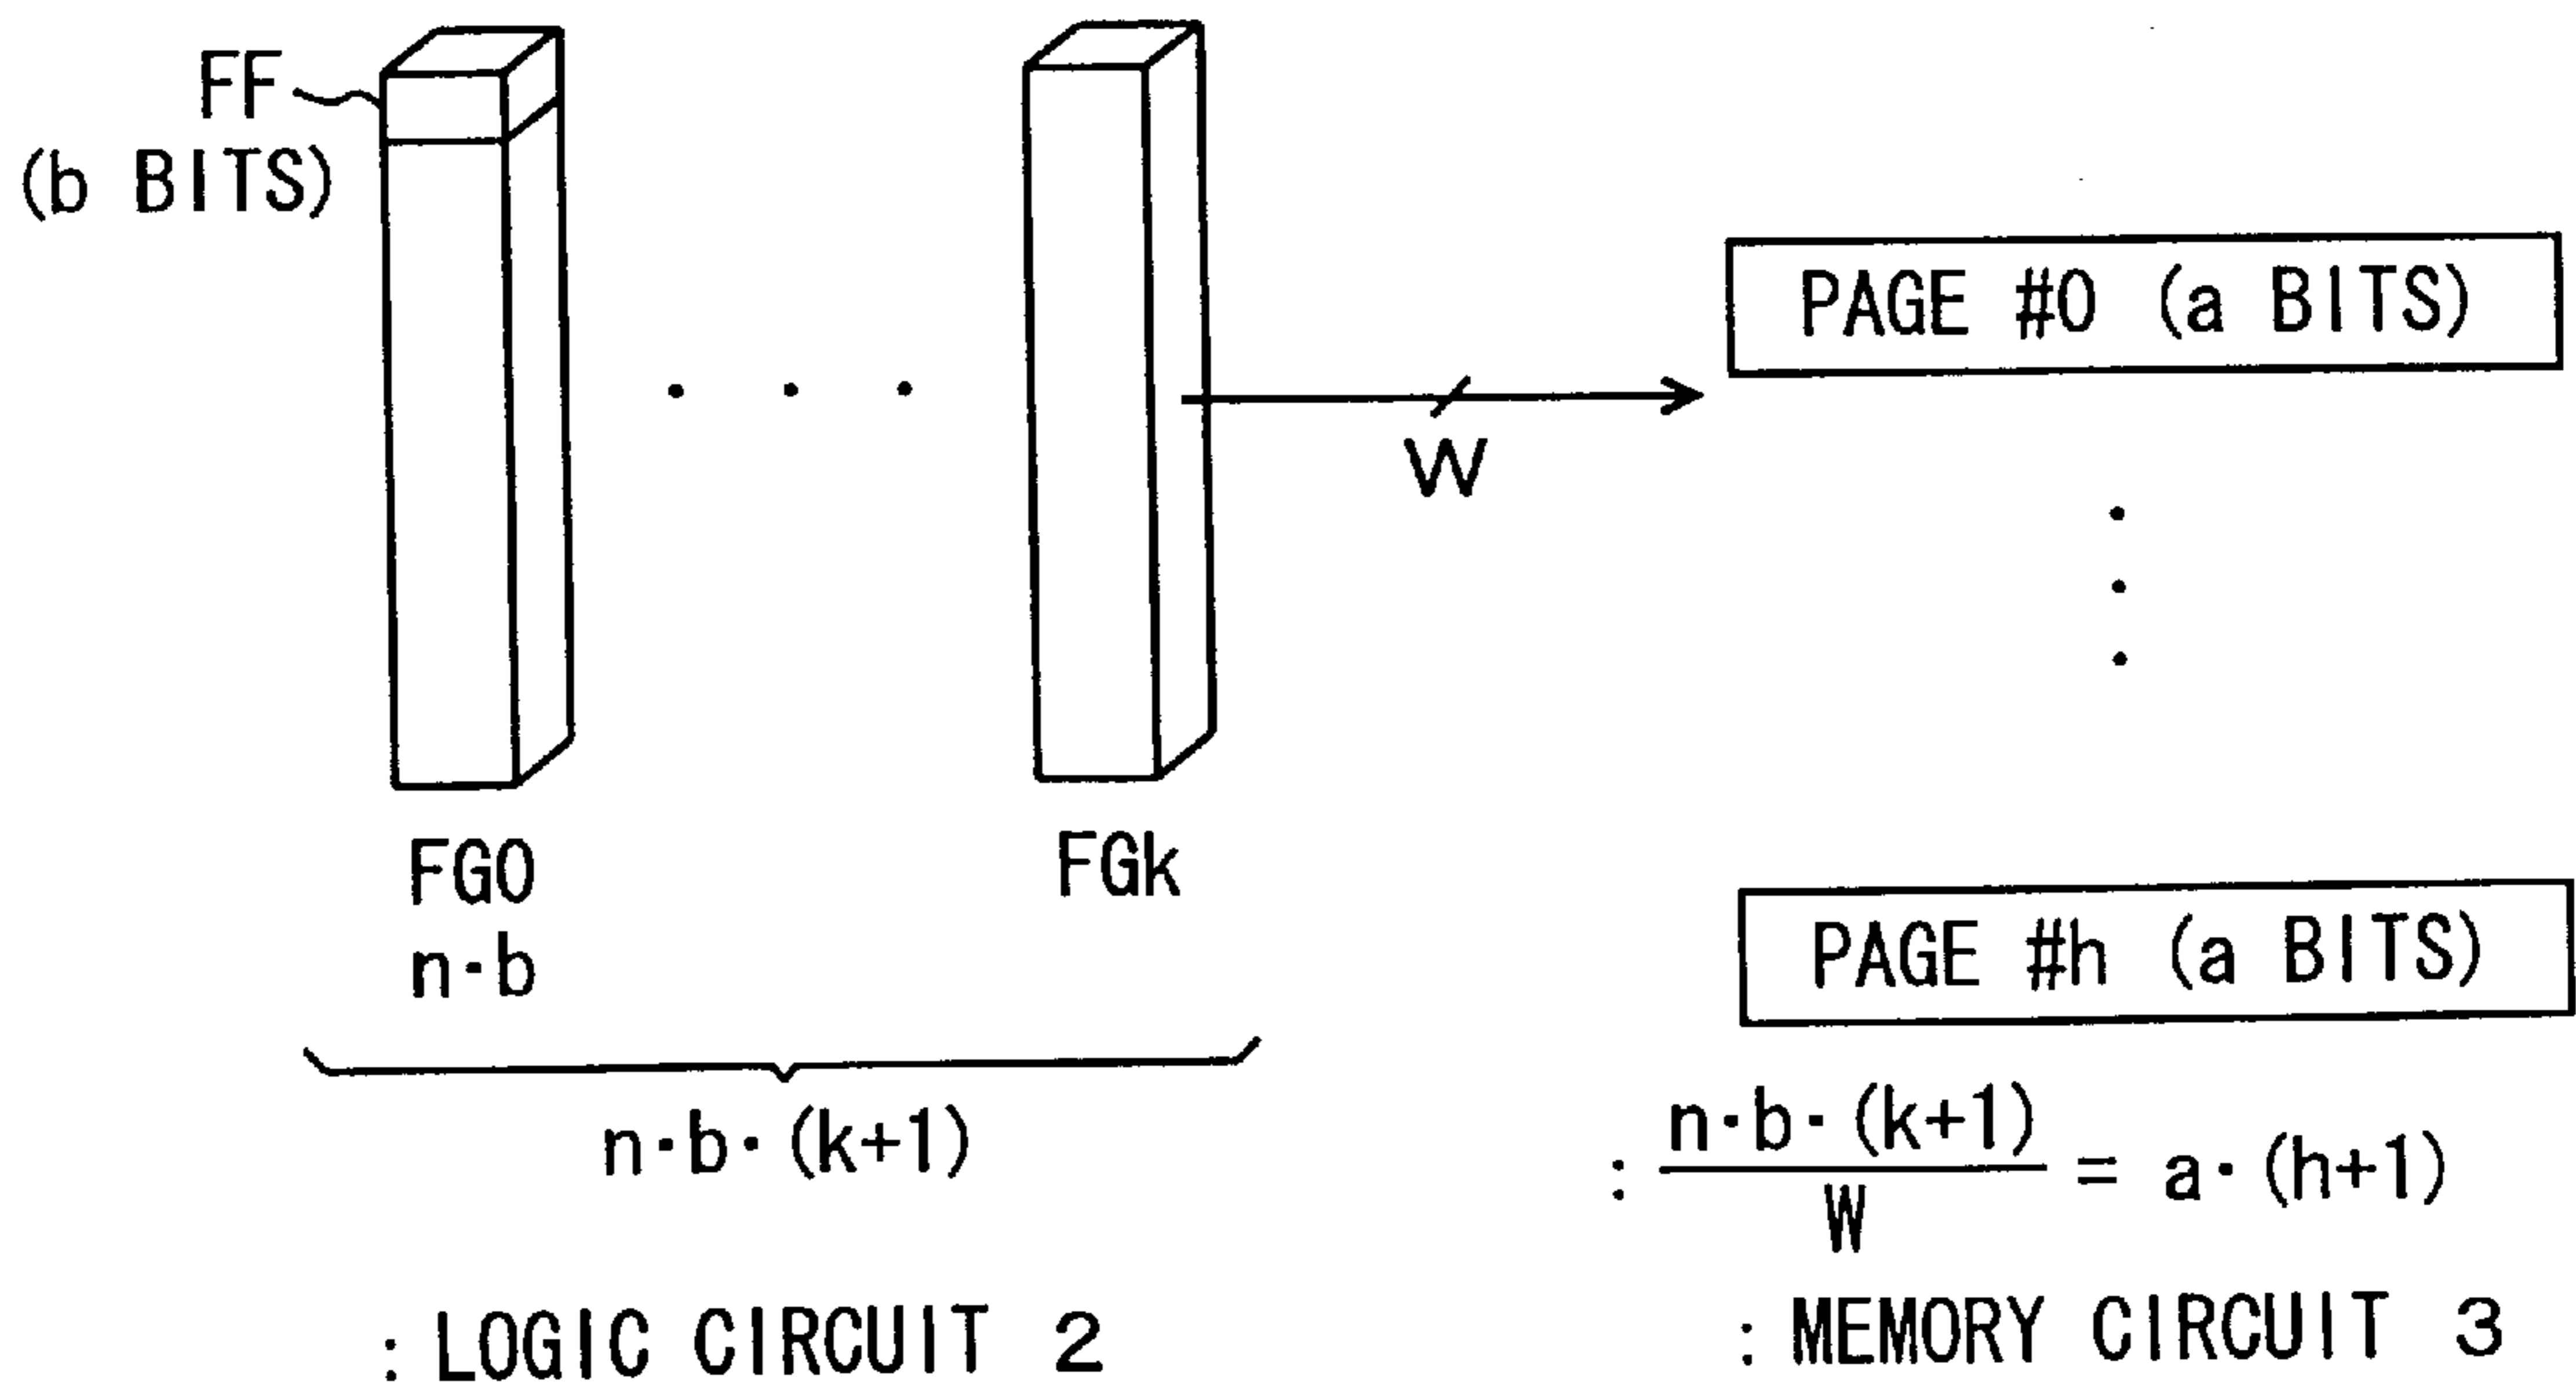 FF
(b BITS)
W
PAGE #0 (a BITS)
FG0
n·b
FGk
PAGE #h (a BITS)
n·b·(k+1)
: n·b·(k+1) / W = a·(h+1)
: LOGIC CIRCUIT 2
: MEMORY CIRCUIT 3